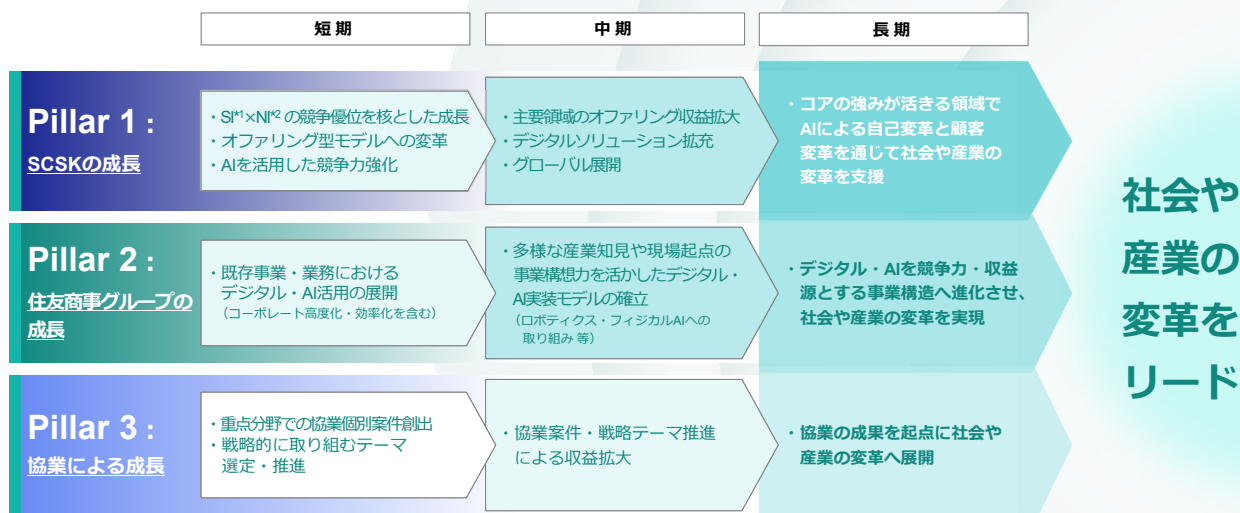 短期
中期
長期
Pillar 1：
SCSKの成長
・SI*1×NI*2 の競争優位を核とした成長
・オファリング型モデルへの変革
・AIを活用した競争力強化
・主要領域のオファリング収益拡大
・デジタルソリューション拡充
・グローバル展開
・コアの強みが活きる領域で
AIによる自己変革と顧客
変革を通じて社会や産業の
変革を支援
Pillar 2：
住友商事グループの
成長
・既存事業・業務における
デジタル・AI活用の展開
（コーポレート高度化・効率化を含む）
・多様な産業知見や現場起点の
事業構想力を活かしたデジタル・
AI実装モデルの確立
（ロボティクス・フィジカルAIへの
取り組み 等）
・デジタル・AIを競争力・収益
源とする事業構造へ進化させ、
社会や産業の変革を実現
Pillar 3：
協業による成長
・重点分野での協業個別案件創出
・戦略的に取り組むテーマ
選定・推進
・協業案件・戦略テーマ推進
による収益拡大
・協業の成果を起点に社会や
産業の変革へ展開
社会や
産業の
変革を
リード